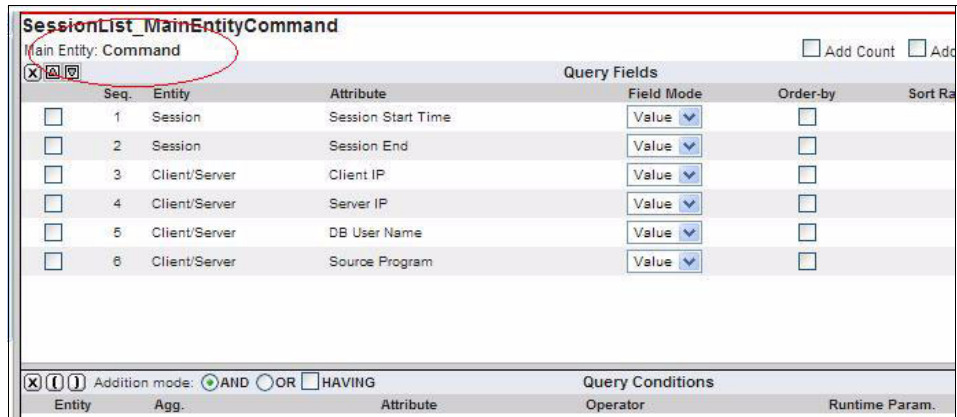 SessionList_MainEntityCommand
Main Entity: Command
Add Count Add
Query Fields
Seq. Entity Attribute Field Mode Order-by Sort Ra
1 Session Session Start Time Value
2 Session Session End Value
3 Client/Server Client IP Value
4 Client/Server Server IP Value
5 Client/Server DB User Name Value
6 Client/Server Source Program Value
Addition mode: AND OR HAVING Query Conditions
Entity Agg. Attribute Operator Runtime Param.